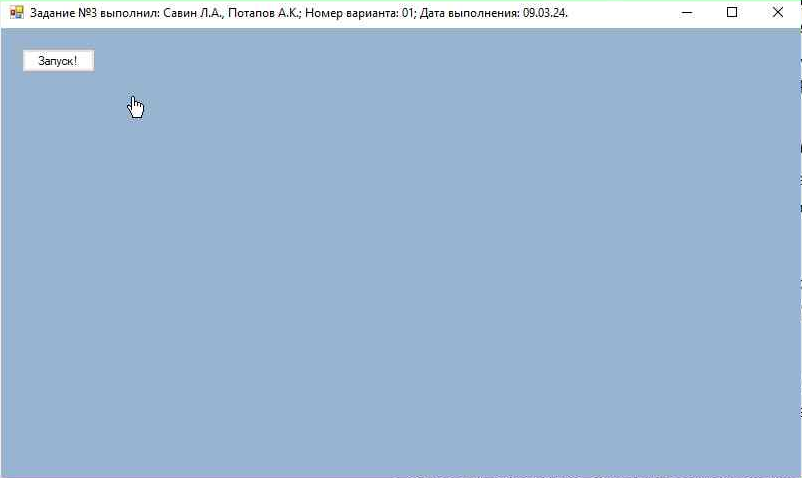 Задание №3 выполнил: Савин Л.А., Потапов А.К.; Номер варианта: 01; Дата выполнения: 09.03.24.
Запуск!